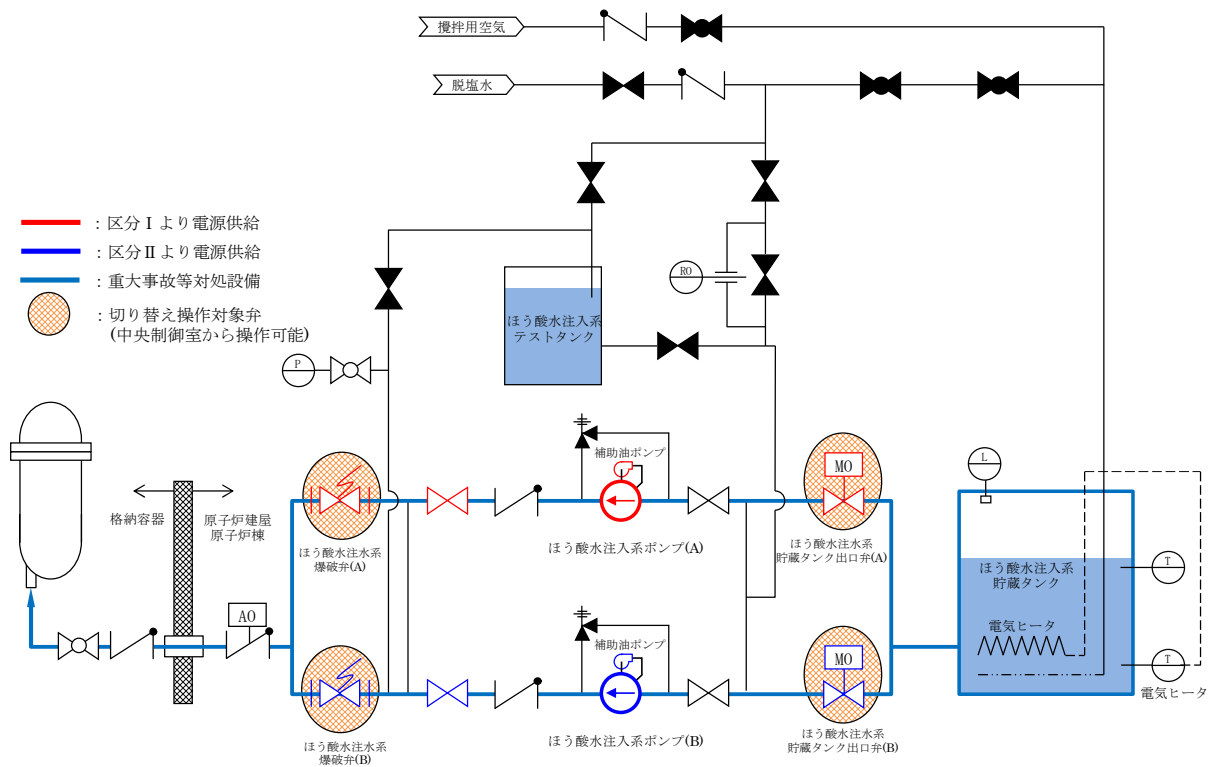 攪拌用空気
脱塩水
：区分Ⅰより電源供給
：区分Ⅱより電源供給
：重大事故等対処設備
：切り替え操作対象弁
(中央制御室から操作可能)
RO
ほう酸水注入系
テストタンク
P
補助油ポンプ
MO
L
格納容器
原子炉建屋
原子炉棟
ほう酸水注水系
爆破弁(A)
ほう酸水注入系ポンプ(A)
ほう酸水注水系
貯蔵タンク出口弁(A)
ほう酸水注入系
貯蔵タンク
T
AO
電気ヒータ
補助油ポンプ
MO
T
電気ヒータ
ほう酸水注水系
爆破弁(B)
ほう酸水注入系ポンプ(B)
ほう酸水注水系
貯蔵タンク出口弁(B)